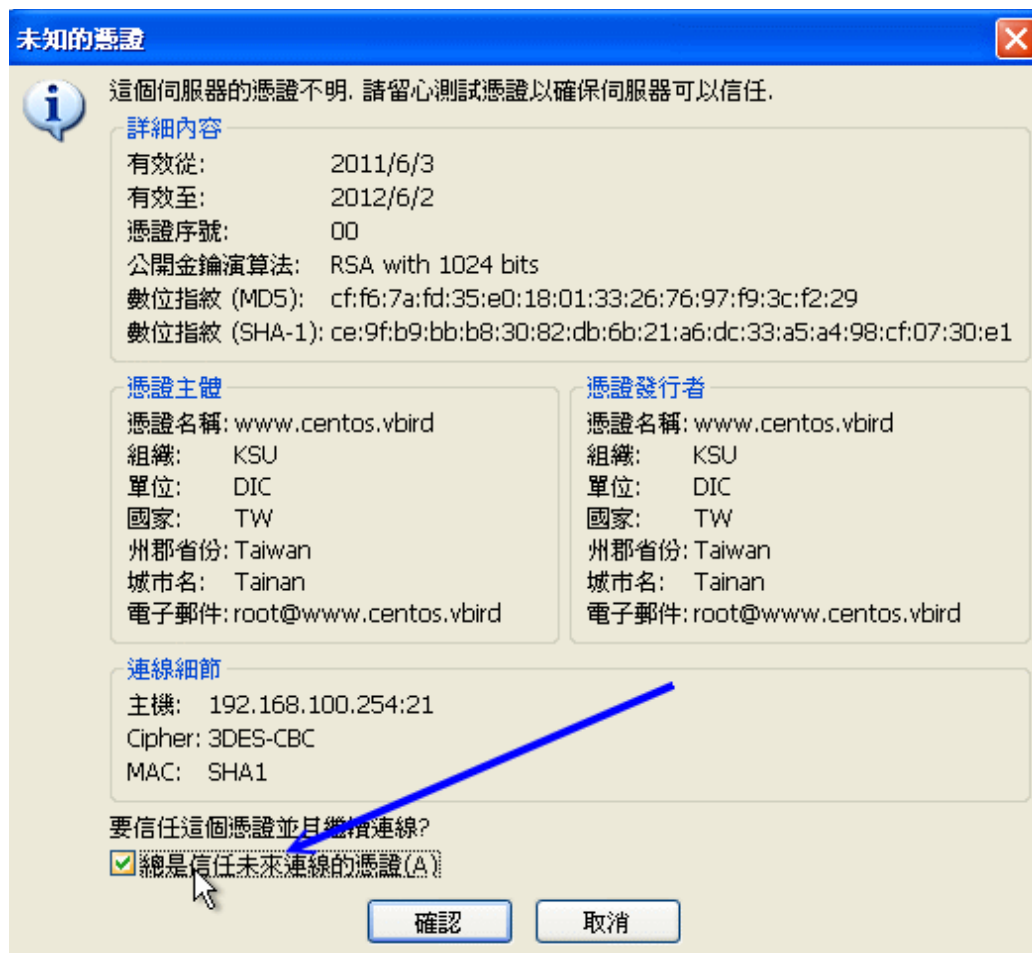 未知的憑證
這個伺服器的憑證不明. 請留心測試憑證以確保伺服器可以信任.
詳細內容
有效從: 2011/6/3
有效至: 2012/6/2
憑證序號: 00
公開金鑰演算法: RSA with 1024 bits
數位指紋 (MD5): cf:f6:7a:fd:35:e0:18:01:33:26:76:97:f9:3c:f2:29
數位指紋 (SHA-1): ce:9f:b9:bb:b8:30:82:db:6b:21:a6:dc:33:a5:a4:98:cf:07:30:e1
憑證主體
憑證名稱: www.centos.vbird
組織: KSU
單位: DIC
國家: TW
州郡省份: Taiwan
城市名: Tainan
電子郵件: root@www.centos.vbird
憑證發行者
憑證名稱: www.centos.vbird
組織: KSU
單位: DIC
國家: TW
州郡省份: Taiwan
城市名: Tainan
電子郵件: root@www.centos.vbird
連線細節
主機: 192.168.100.254:21
Cipher: 3DES-CBC
MAC: SHA1
要信任這個憑證並且繼續連線?
總是信任未來連線的憑證(A)
確認
取消